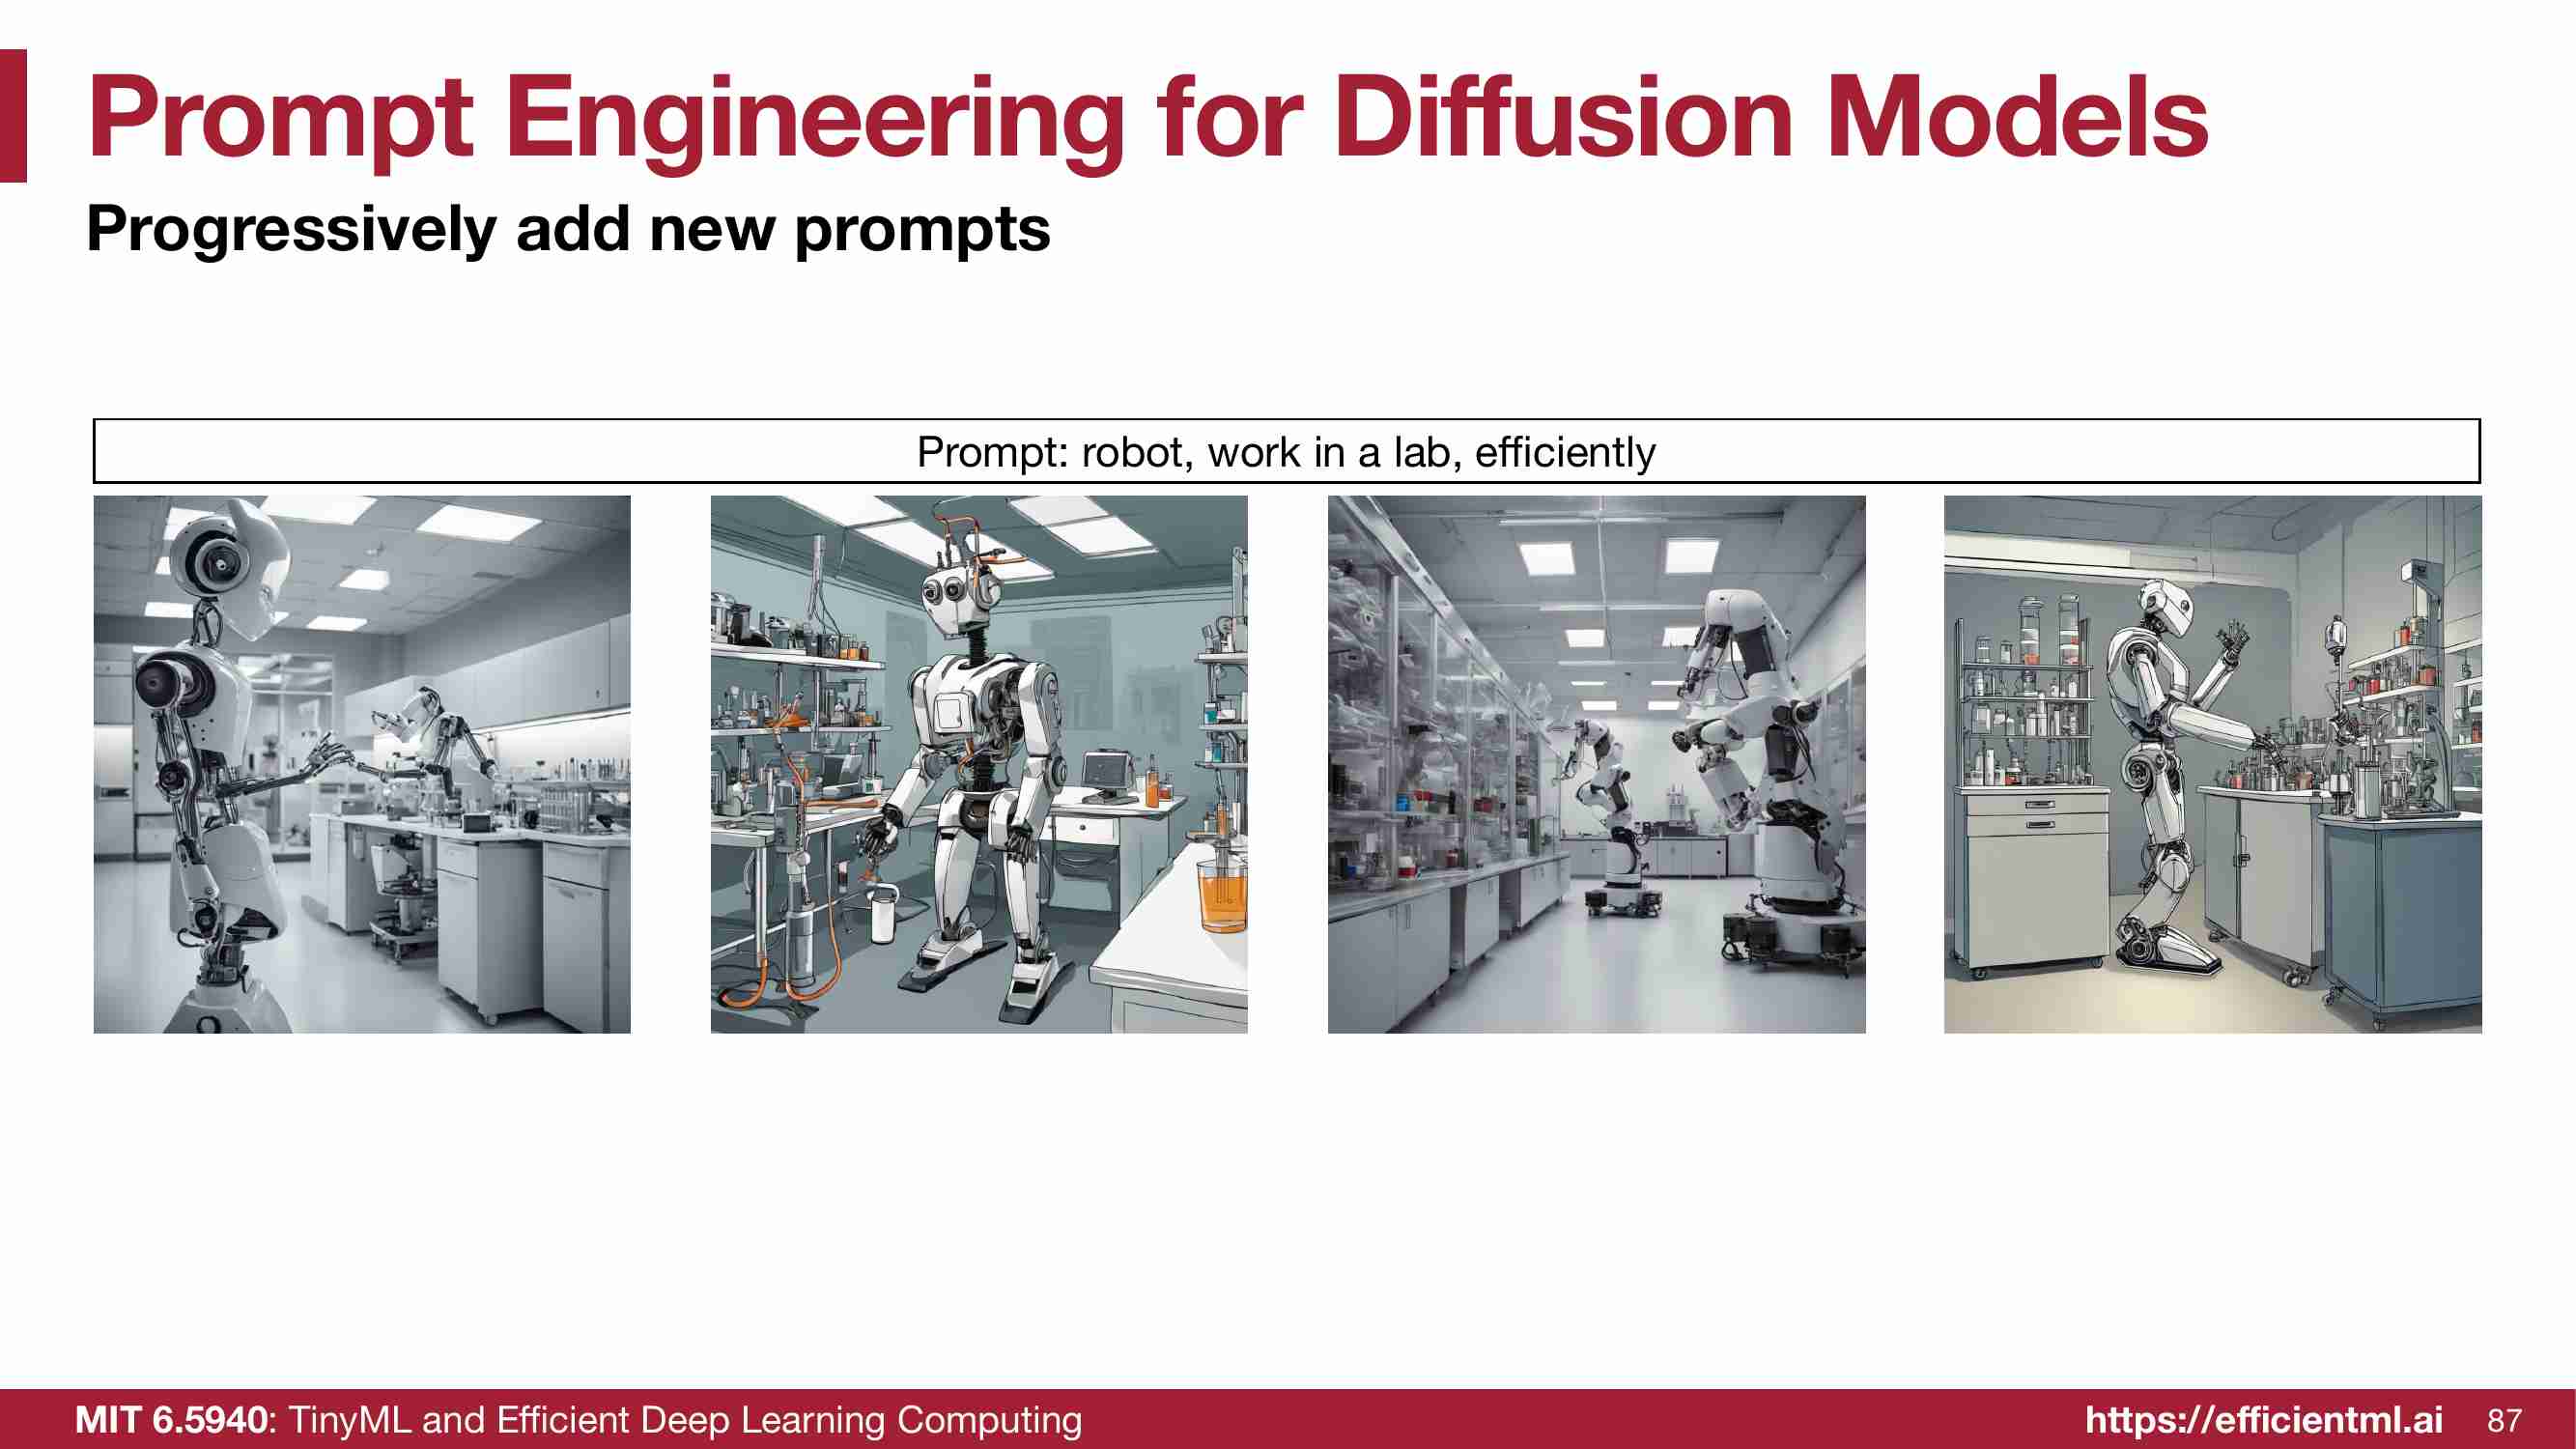 Prompt Engineering for Diffusion Models
Progressively add new prompts
Prompt: robot, work in a lab, efficiently
MIT 6.5940: TinyML and Efficient Deep Learning Computing
https://efficientml.ai
87